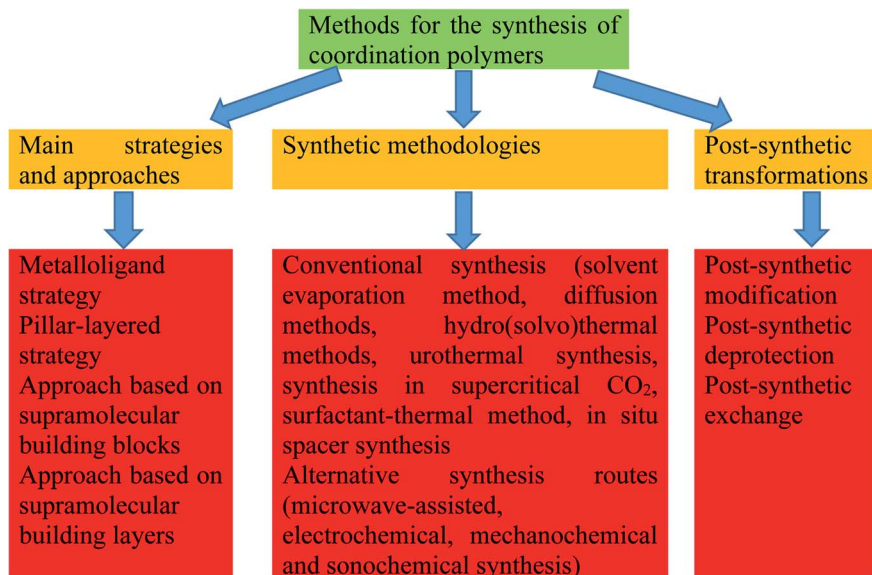 Methods for the synthesis of
coordination polymers
Main strategies
and approaches
Synthetic methodologies
Post-synthetic
transformations
Metalloligand
strategy
Pillar-layered
strategy
Approach based on
supramolecular
building blocks
Approach based on
supramolecular
building layers
Conventional synthesis (solvent
evaporation method, diffusion
methods, hydro(solvo)thermal
methods, urothermal synthesis,
synthesis in supercritical CO₂,
surfactant-thermal method, in situ
spacer synthesis
Alternative synthesis routes
(microwave-assisted,
electrochemical, mechanochemical
and sonochemical synthesis)
Post-synthetic
modification
Post-synthetic
deprotection
Post-synthetic
exchange